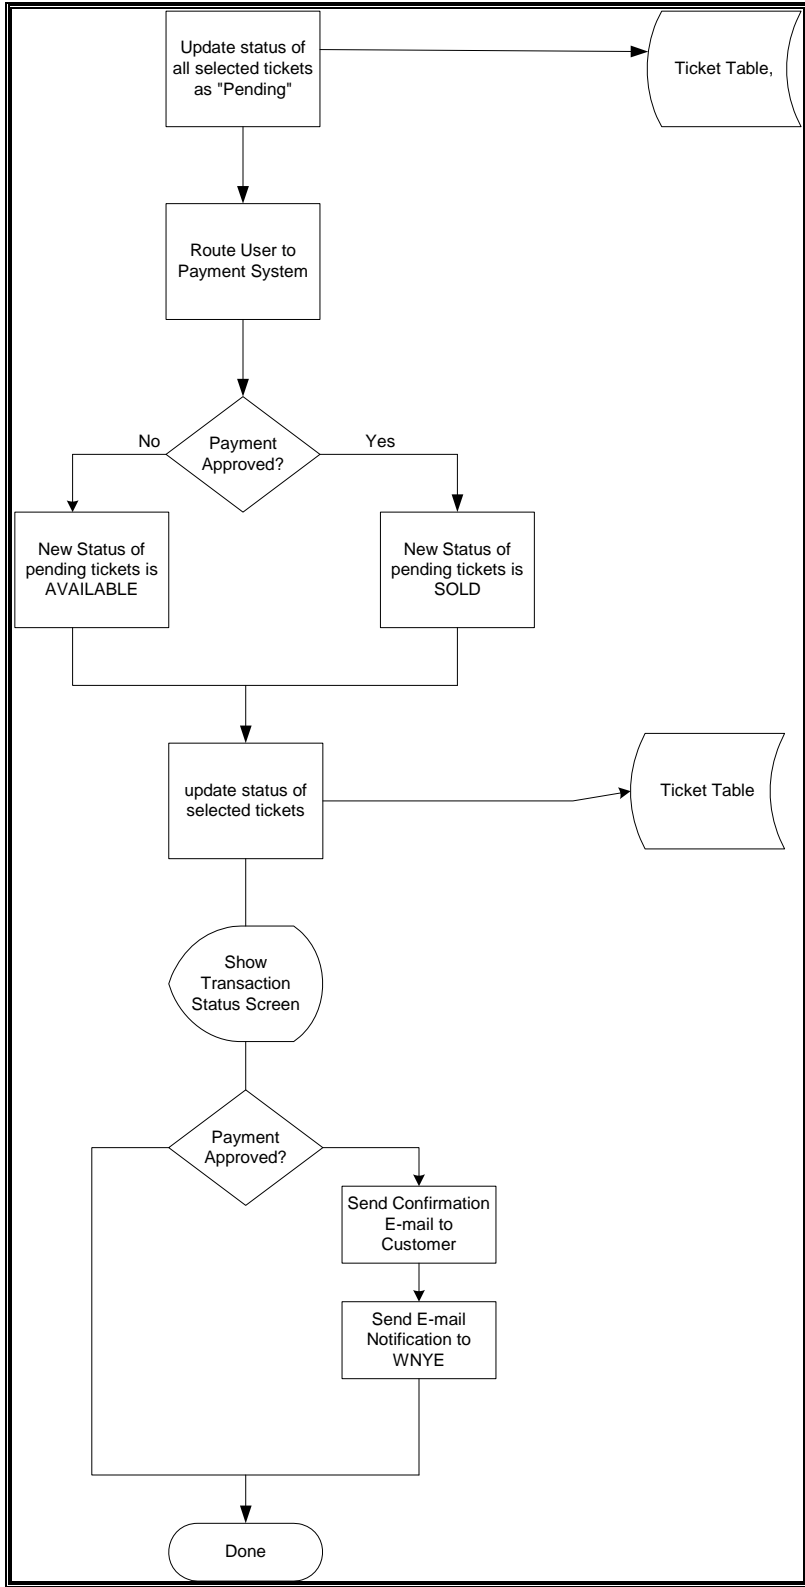 Update status of
all selected tickets
as "Pending"
Ticket Table,
Route User to
Payment System
No
Payment
Approved?
Yes
New Status of
pending tickets is
AVAILABLE
New Status of
pending tickets is
SOLD
update status of
selected tickets
Ticket Table
Show
Transaction
Status Screen
Payment
Approved?
Send Confirmation
E-mail to
Customer
Send E-mail
Notification to
WNYE
Done